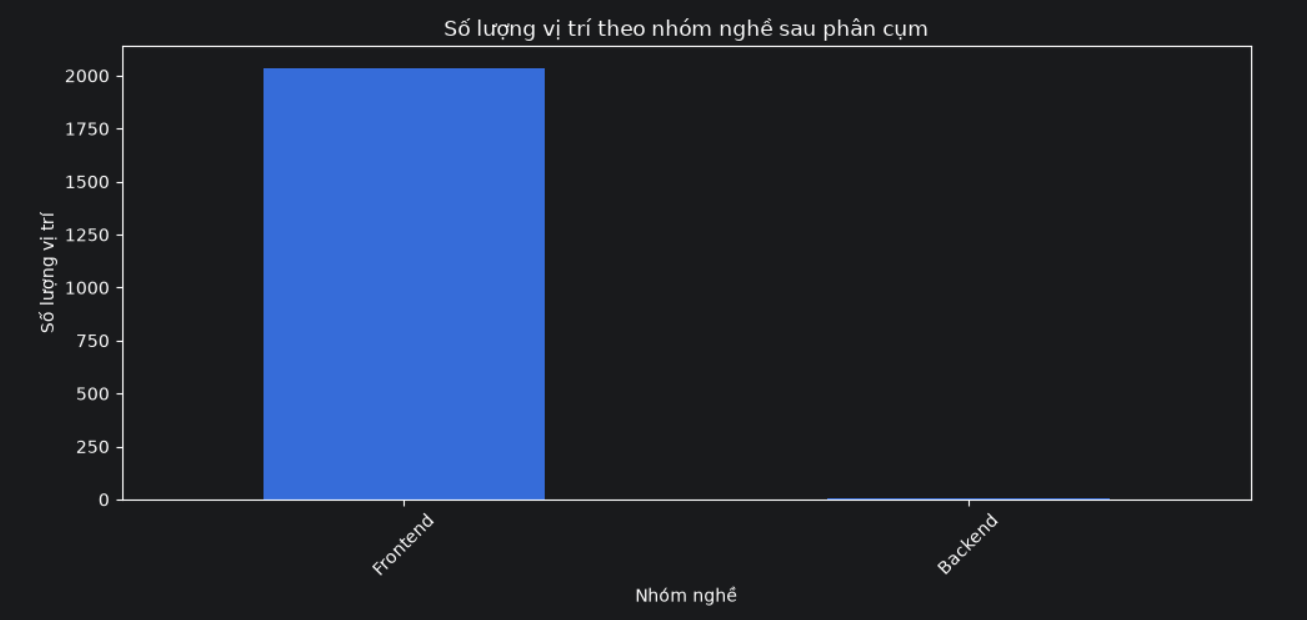 Số lượng vị trí theo nhóm nghề sau phân cụm
Số lượng vị trí
2000
1750
1500
1250
1000
750
500
250
0
Frontend
Backend
Nhóm nghề